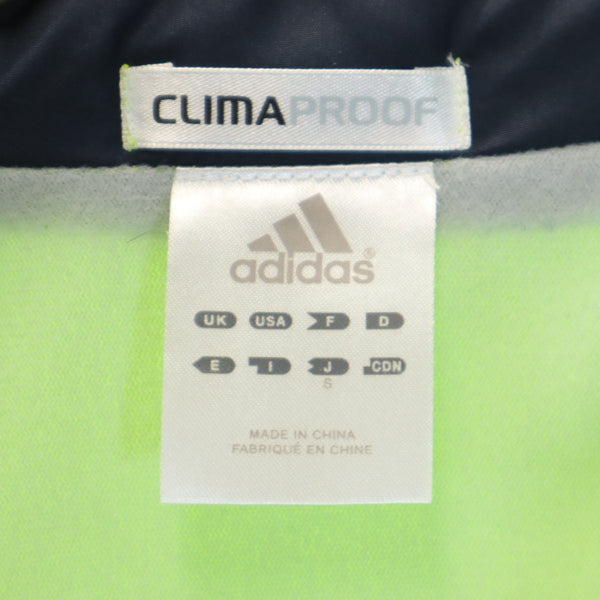 CLIMAPROOF
adidas®
UK USA F D
E I J CDN
S
MADE IN CHINA
FABRIQUÉ EN CHINE